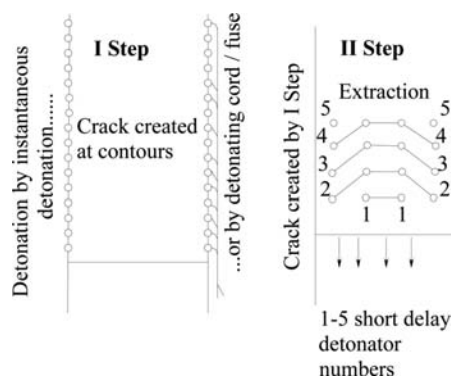 I Step
Detonation by instantaneous
detonation.......
Crack created
at contours
...or by detonating cord / fuse
II Step
Crack created by I Step
Extraction
5 5
4 4
3 3
2 2
1 1
1-5 short delay
detonator
numbers